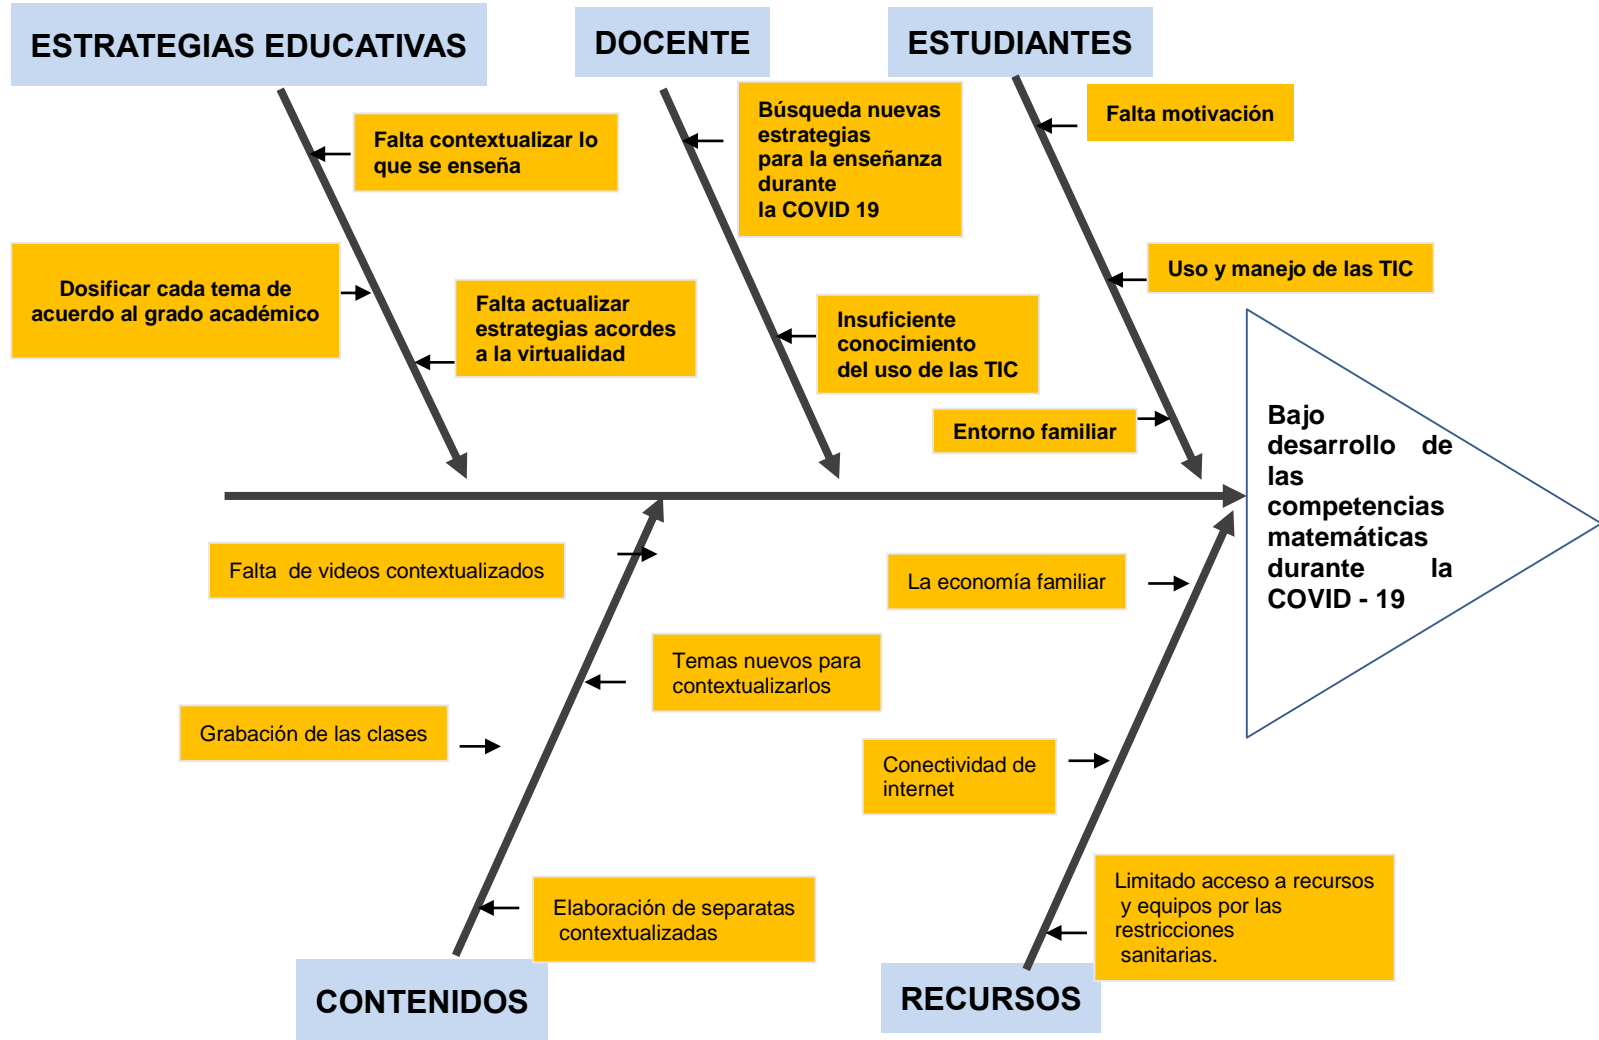 ESTRATEGIAS EDUCATIVAS
DOCENTE
ESTUDIANTES
Falta contextualizar lo
que se enseña
Dosificar cada tema de
acuerdo al grado académico
Falta actualizar
estrategias acordes
a la virtualidad
Búsqueda nuevas
estrategias
para la enseñanza
durante
la COVID 19
Insuficiente
conocimiento
del uso de las TIC
Falta motivación
Uso y manejo de las TIC
Entorno familiar
Bajo
desarrollo de
las
competencias
matemáticas
durante la
COVID - 19
Falta de videos contextualizados
Temas nuevos para
contextualizarlos
Grabación de las clases
Elaboración de separatas
contextualizadas
CONTENIDOS
La economía familiar
Conectividad de
internet
Limitado acceso a recursos
y equipos por las
restricciones
sanitarias.
RECURSOS